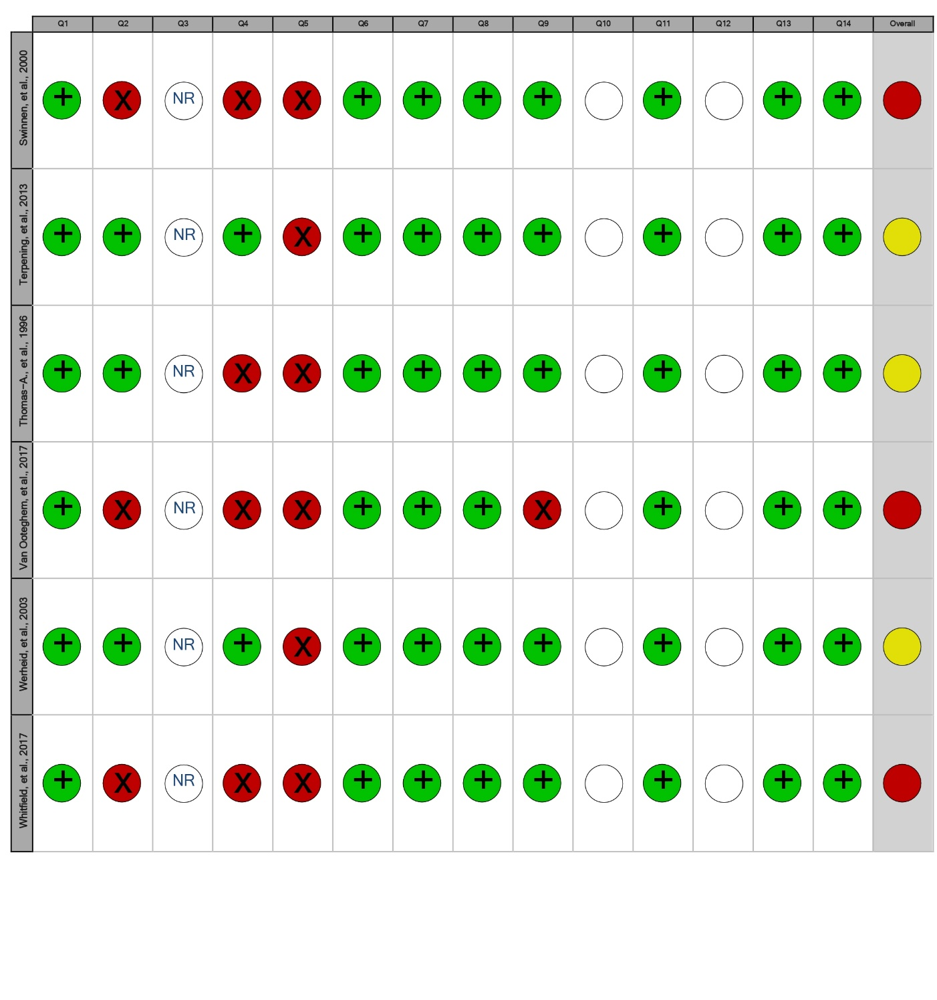 Q1 Q2 Q3 Q4 Q5 Q6 Q7 Q8 Q9 Q10 Q11 Q12 Q13 Q14 Overall
Swinnen, et al., 2000 + X NR X X + + + + + + +
Terpening, et al., 2013 + + NR + X + + + + + + +
Thomas-A., et al., 1996 + + NR X X + + + + + + +
Van Ooteghem, et al., 2017 + X NR X X + + + X + + +
Werheid, et al., 2003 + + NR + X + + + + + + +
Whitfield, et al., 2017 + X NR X X + + + + + + +